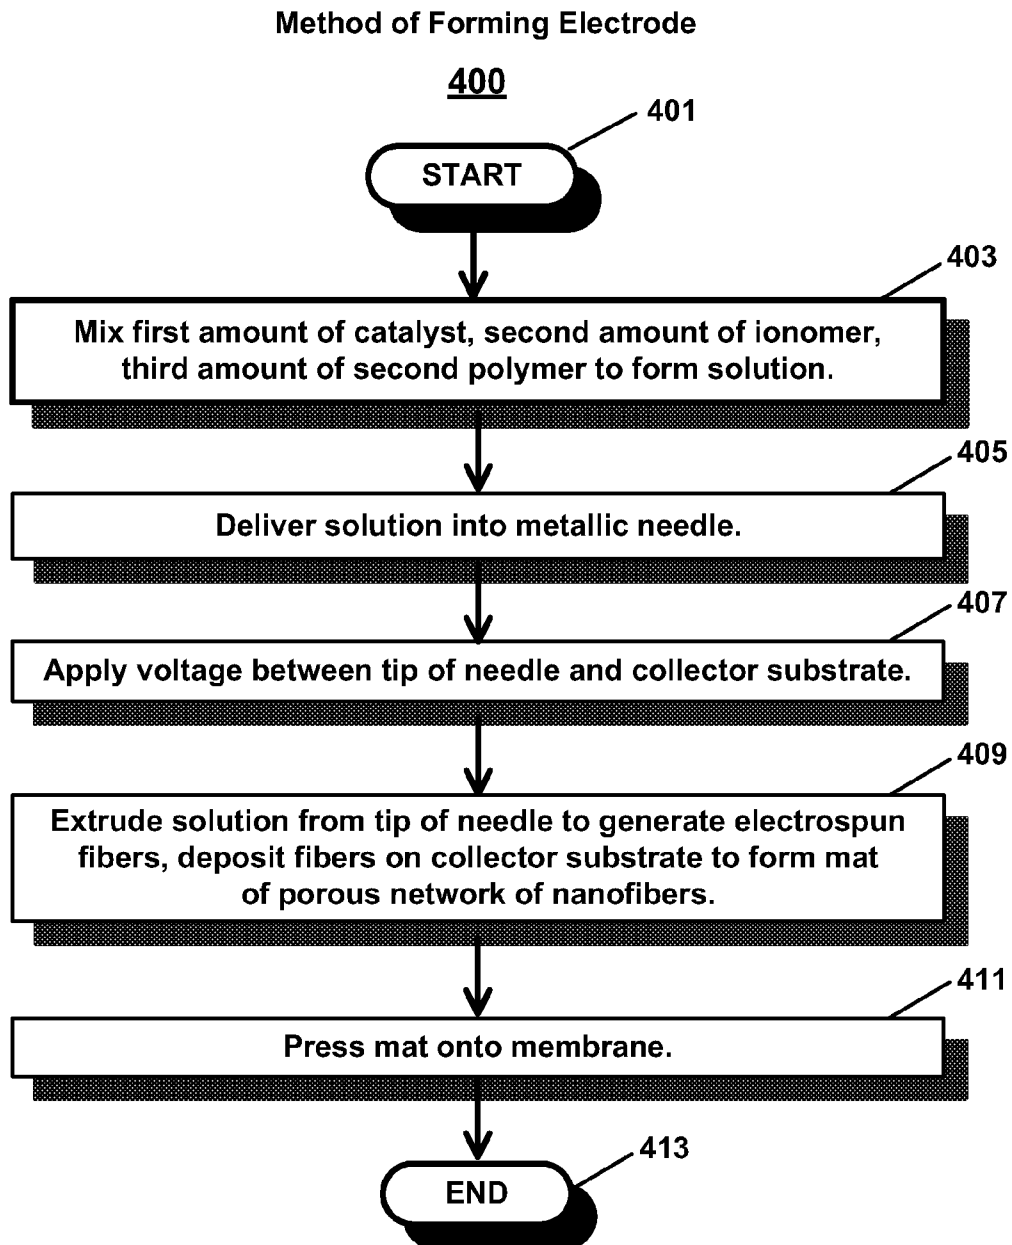 Method of Forming Electrode
400
401
START
403
Mix first amount of catalyst, second amount of ionomer,
third amount of second polymer to form solution.
405
Deliver solution into metallic needle.
407
Apply voltage between tip of needle and collector substrate.
409
Extrude solution from tip of needle to generate electrospun
fibers, deposit fibers on collector substrate to form mat
of porous network of nanofibers.
411
Press mat onto membrane.
413
END